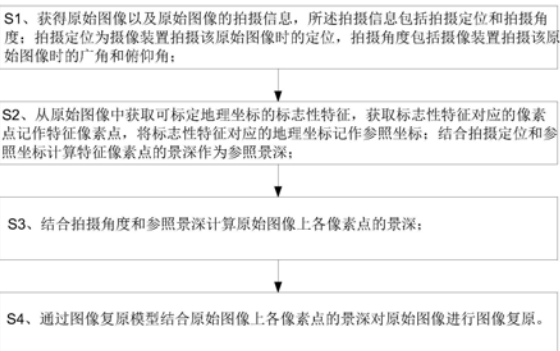 S1、获得原始图像以及原始图像的拍摄信息，所述拍摄信息包括拍摄定位和拍摄角
度；拍摄定位为摄像装置拍摄该原始图像时的定位，拍摄角度包括摄像装置拍摄该原
始图像时的广角和俯仰角；
S2、从原始图像中获取可标定地理坐标的标志性特征，获取标志性特征对应的像素
点记作特征像素点，将标志性特征对应的地理坐标记作参照坐标；结合拍摄定位和参
照坐标计算特征像素点的景深作为参照景深；
S3、结合拍摄角度和参照景深计算原始图像上各像素点的景深；
S4、通过图像复原模型结合原始图像上各像素点的景深对原始图像进行图像复原。